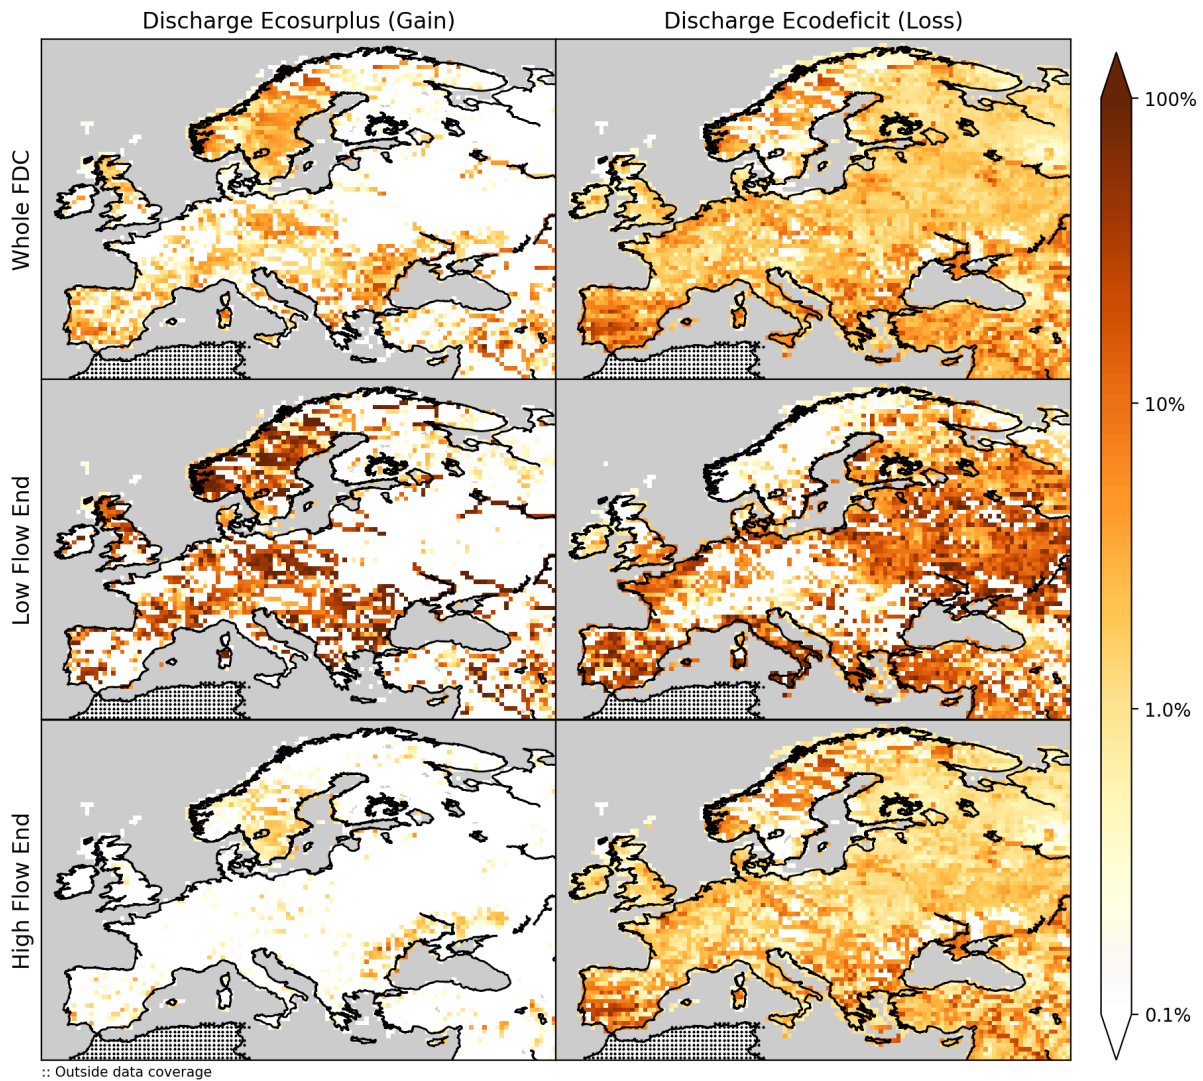 Discharge Ecosurplus (Gain)
Discharge Ecodeficit (Loss)
Whole FDC
Low Flow End
High Flow End
100%
10%
1.0%
0.1%
:: Outside data coverage